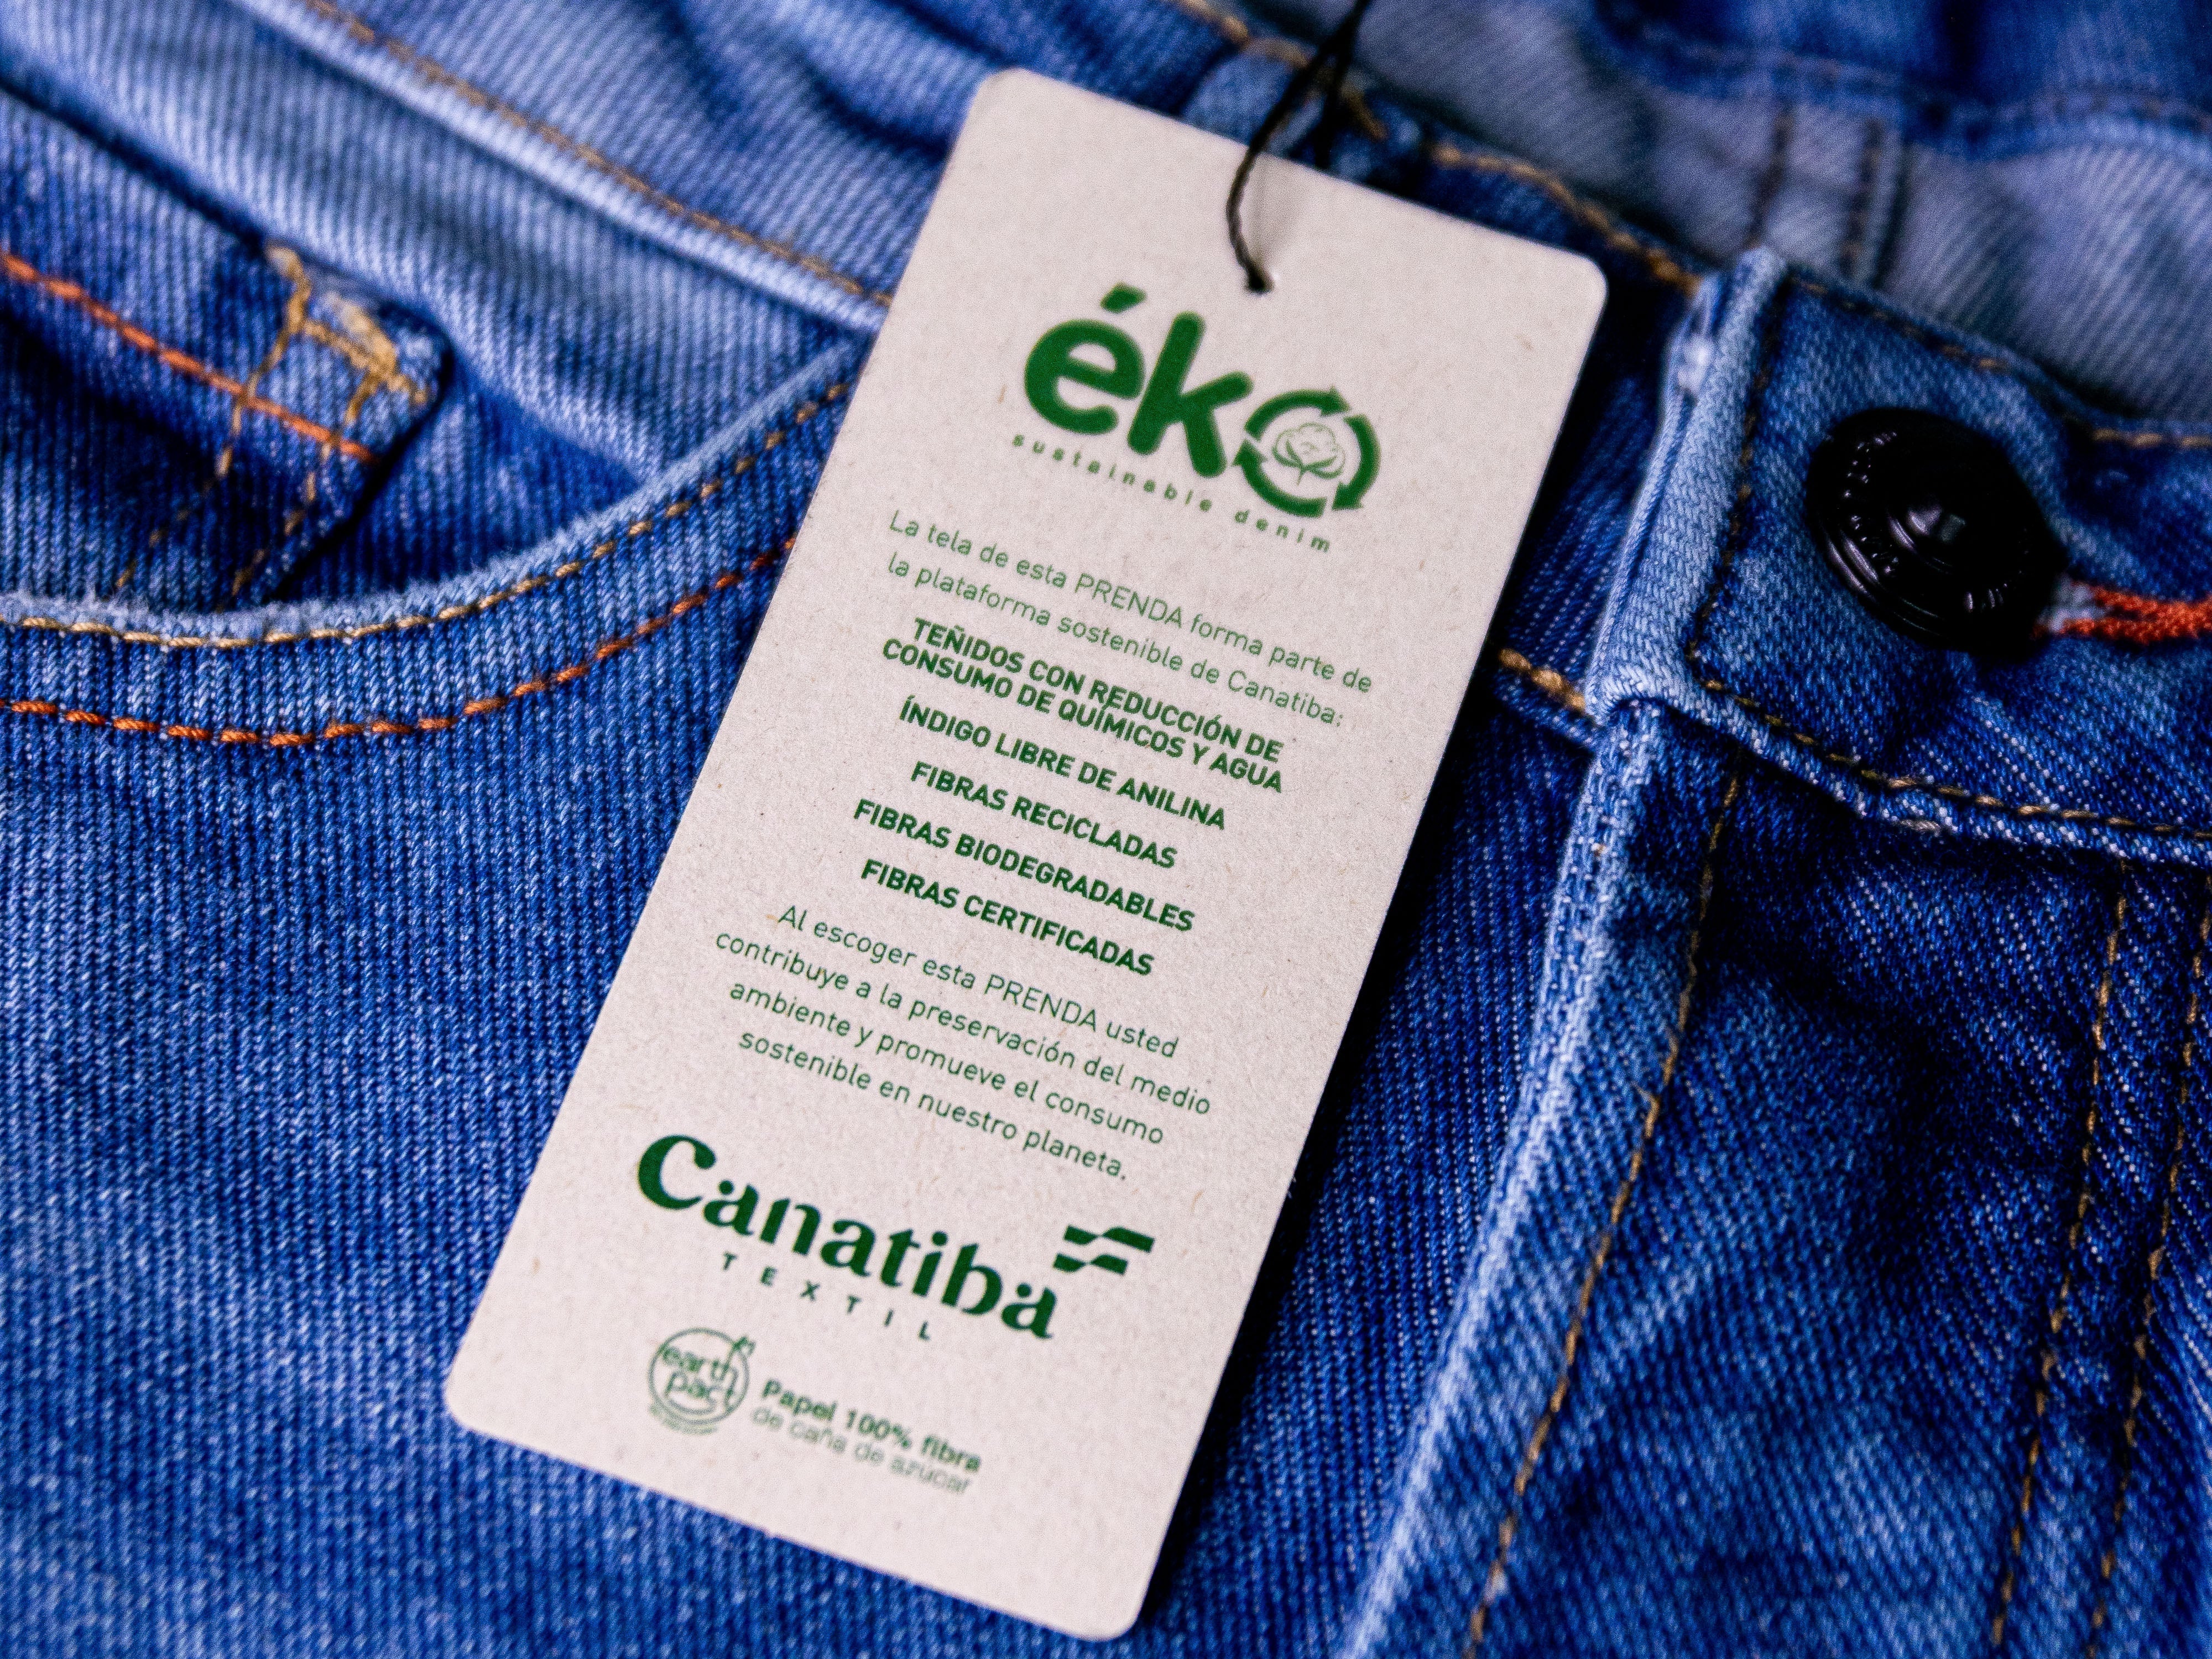 éko
sustainable denim
La tela de esta PRENDA forma parte de
la plataforma sostenible de Canatiba:
TEÑIDOS CON REDUCCIÓN DE
CONSUMO DE QUÍMICOS Y AGUA
ÍNDIGO LIBRE DE ANILINA
FIBRAS RECICLADAS
FIBRAS BIODEGRADABLES
FIBRAS CERTIFICADAS
Al escoger esta PRENDA usted
contribuye a la preservación del medio
ambiente y promueve el consumo
sostenible en nuestro planeta.
Canatiba
TEXTIL
earth
pact
Papel 100% fibra
de caña de azúcar